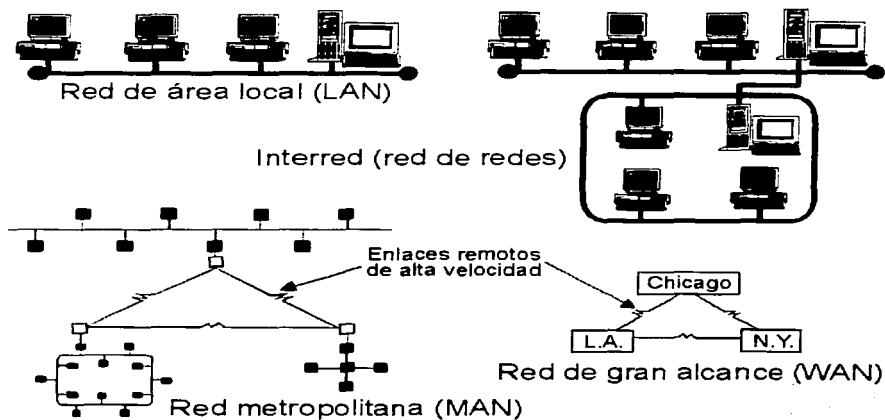 Red de área local (LAN)
Interred (red de redes)
Enlaces remotos
de alta velocidad
Chicago
L.A.
N.Y.
Red de gran alcance (WAN)
Red metropolitana (MAN)